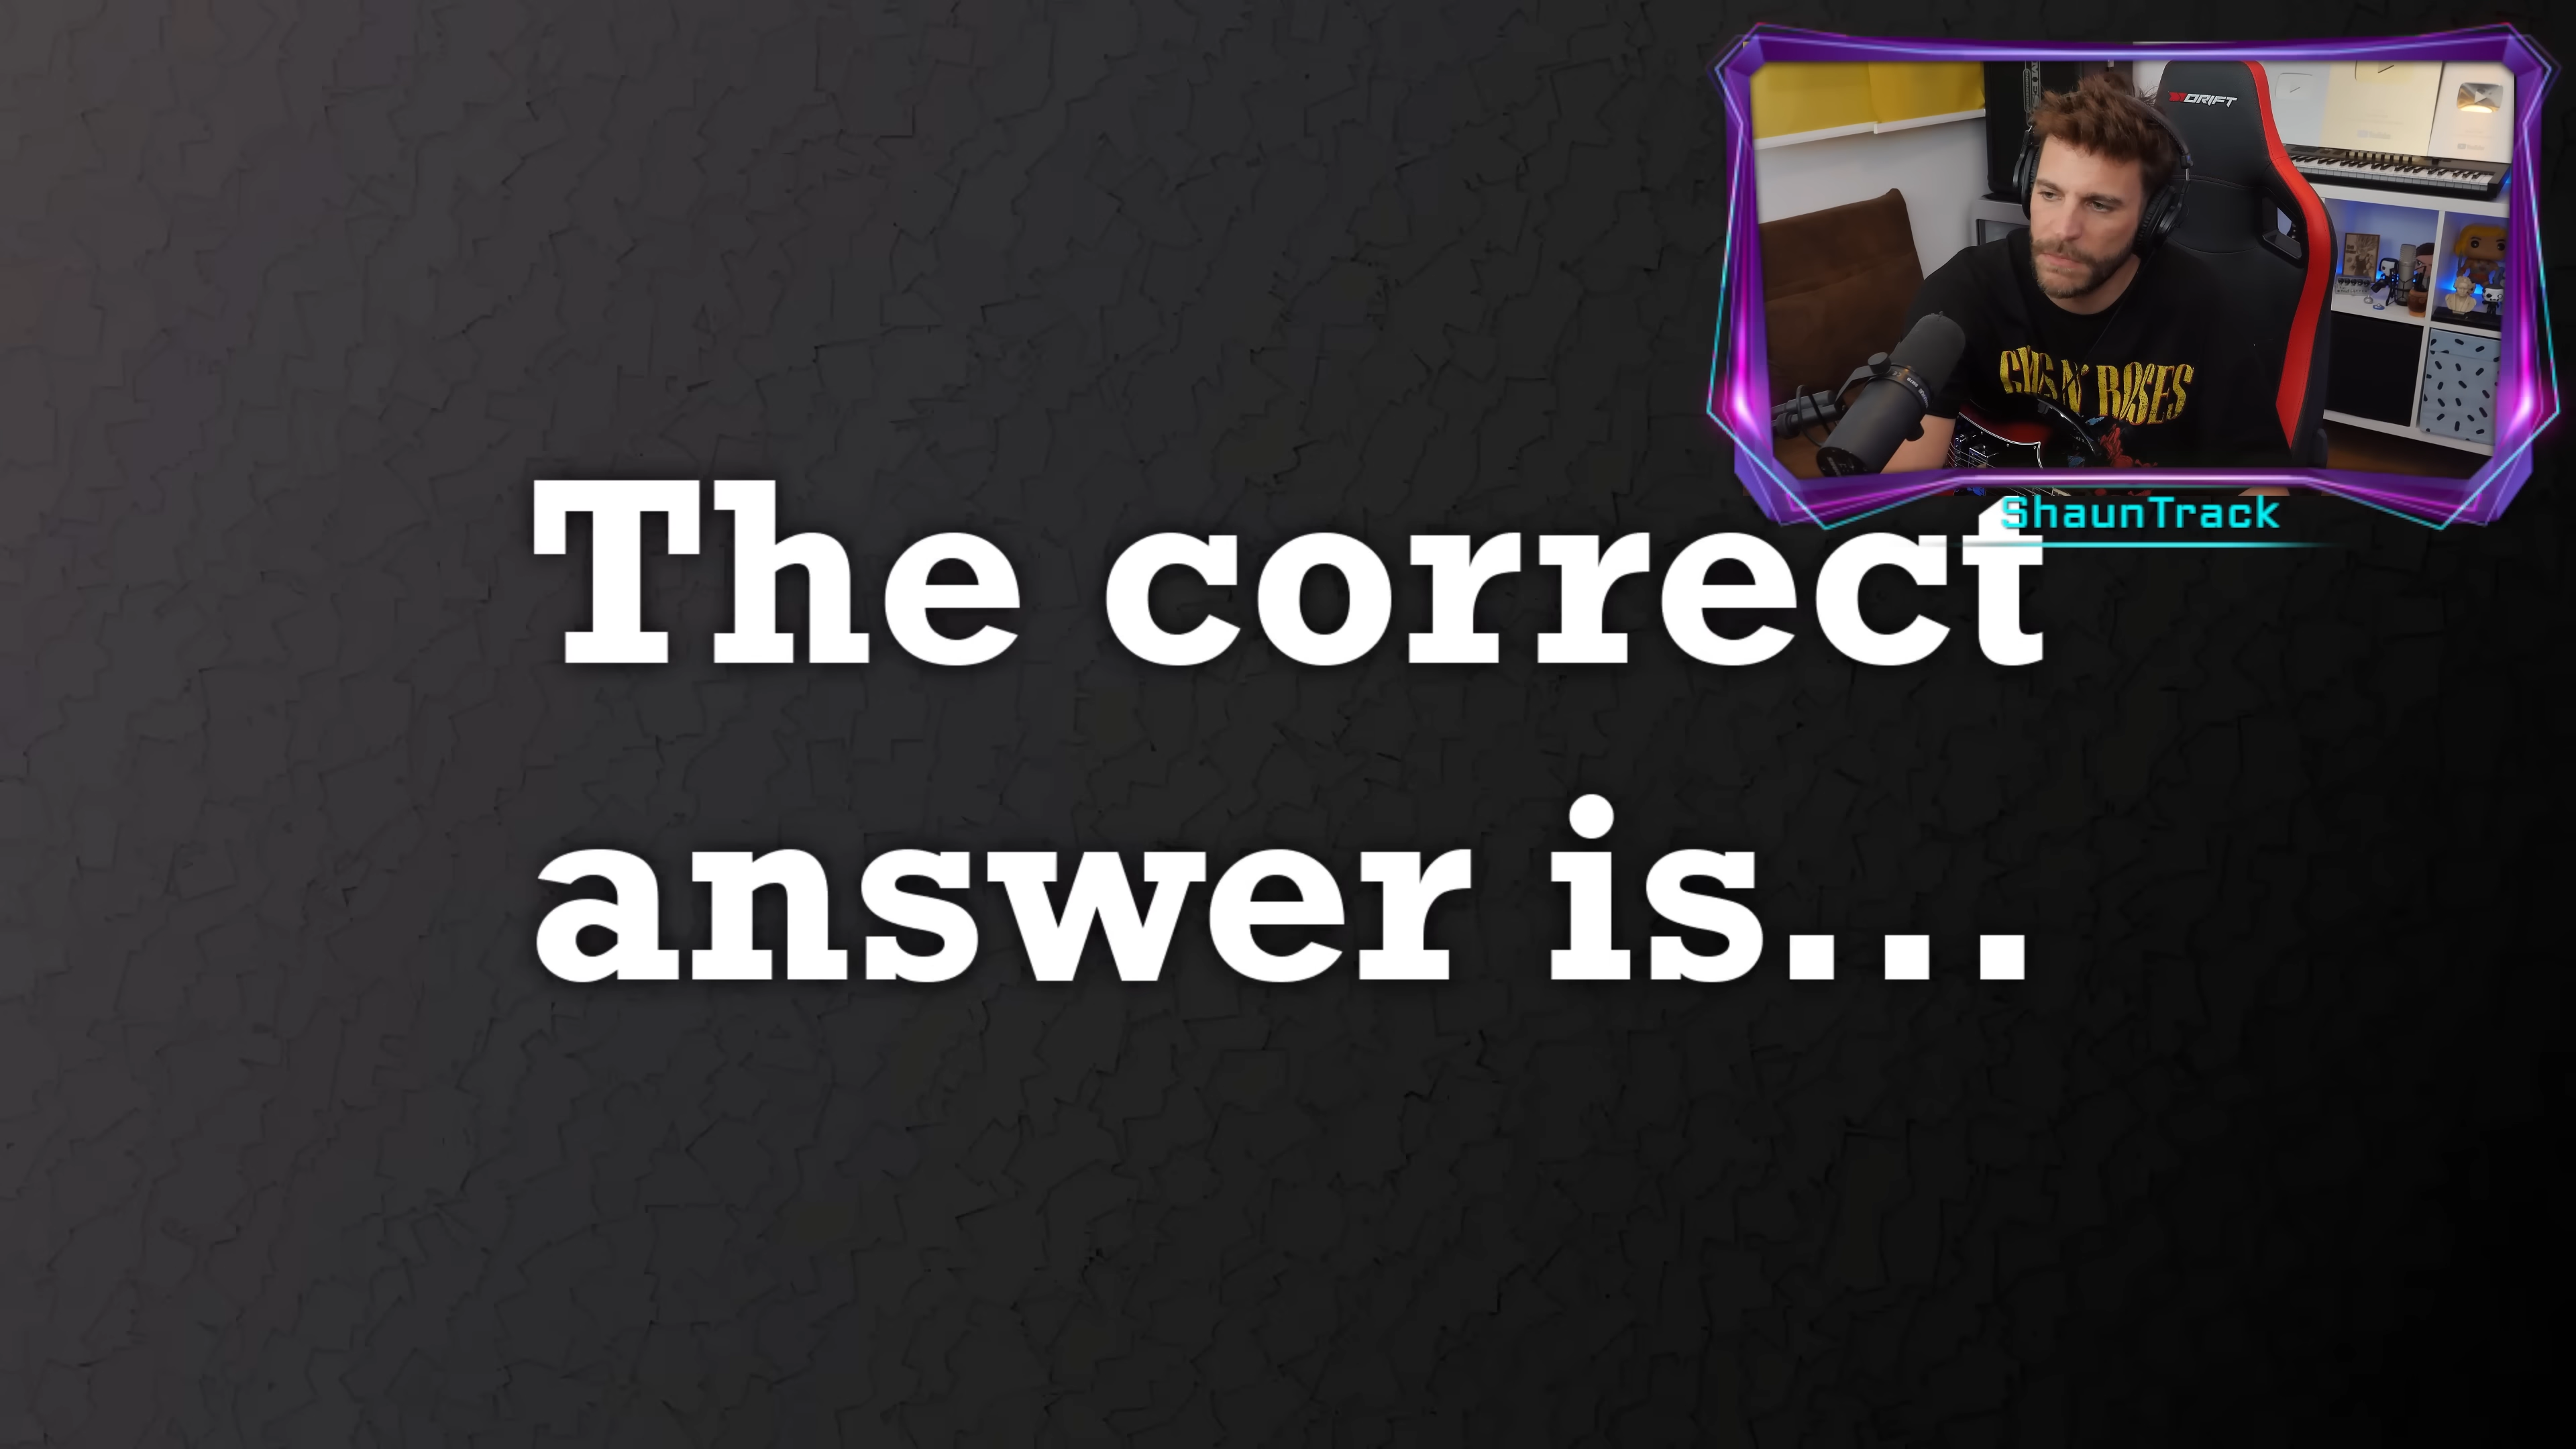 DRIFT
GUNS N' ROSES
ShaunTrack
The correct
answer is...